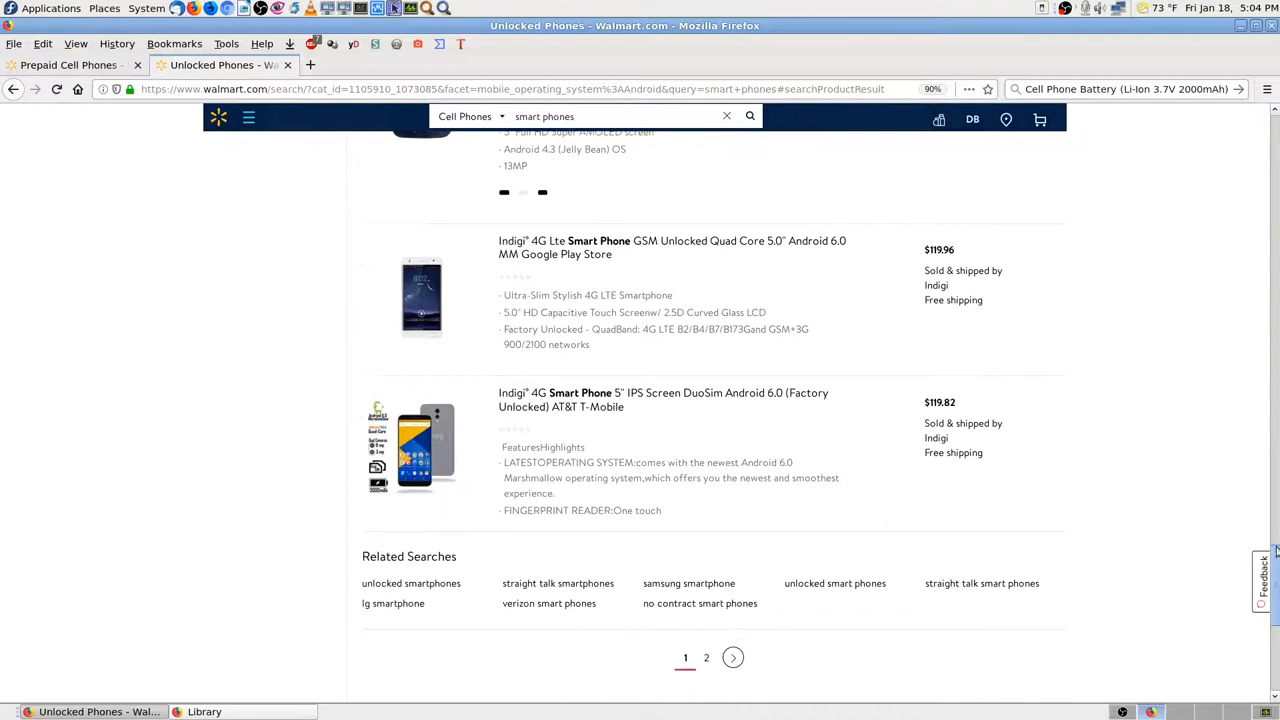 Applications Places System 73 °F Fri Jan 18, 5:04 PM
Unlocked Phones - Walmart.com - Mozilla Firefox
File Edit View History Bookmarks Tools Help 7 yD S Σ T
Prepaid Cell Phones - × Unlocked Phones - Wa × +
https://www.walmart.com/search/?cat_id=1105910_1073085&facet=mobile_operating_system%3AAndroid&query=smart+phones#searchProductResult 90% Cell Phone Battery (Li-Ion 3.7V 2000mAh)
Cell Phones smart phones DB
· 5" Full HD Super AMOLED screen
· Android 4.3 (Jelly Bean) OS
· 13MP
Indigi® 4G Lte Smart Phone GSM Unlocked Quad Core 5.0" Android 6.0
MM Google Play Store
$119.96
Sold & shipped by
Indigi
Free shipping
· Ultra-Slim Stylish 4G LTE Smartphone
· 5.0" HD Capacitive Touch Screenw/ 2.5D Curved Glass LCD
· Factory Unlocked - QuadBand: 4G LTE B2/B4/B7/B173Gand GSM+3G
900/2100 networks
Indigi® 4G Smart Phone 5" IPS Screen DuoSim Android 6.0 (Factory
Unlocked) AT&T T-Mobile
$119.82
Sold & shipped by
Indigi
Free shipping
FeaturesHighlights
· LATESTOPERATING SYSTEM:comes with the newest Android 6.0
Marshmallow operating system,which offers you the newest and smoothest
experience.
· FINGERPRINT READER:One touch
Related Searches
unlocked smartphones straight talk smartphones samsung smartphone unlocked smart phones straight talk smart phones
lg smartphone verizon smart phones no contract smart phones
Feedback
1 2
Unlocked Phones - Wal... Library